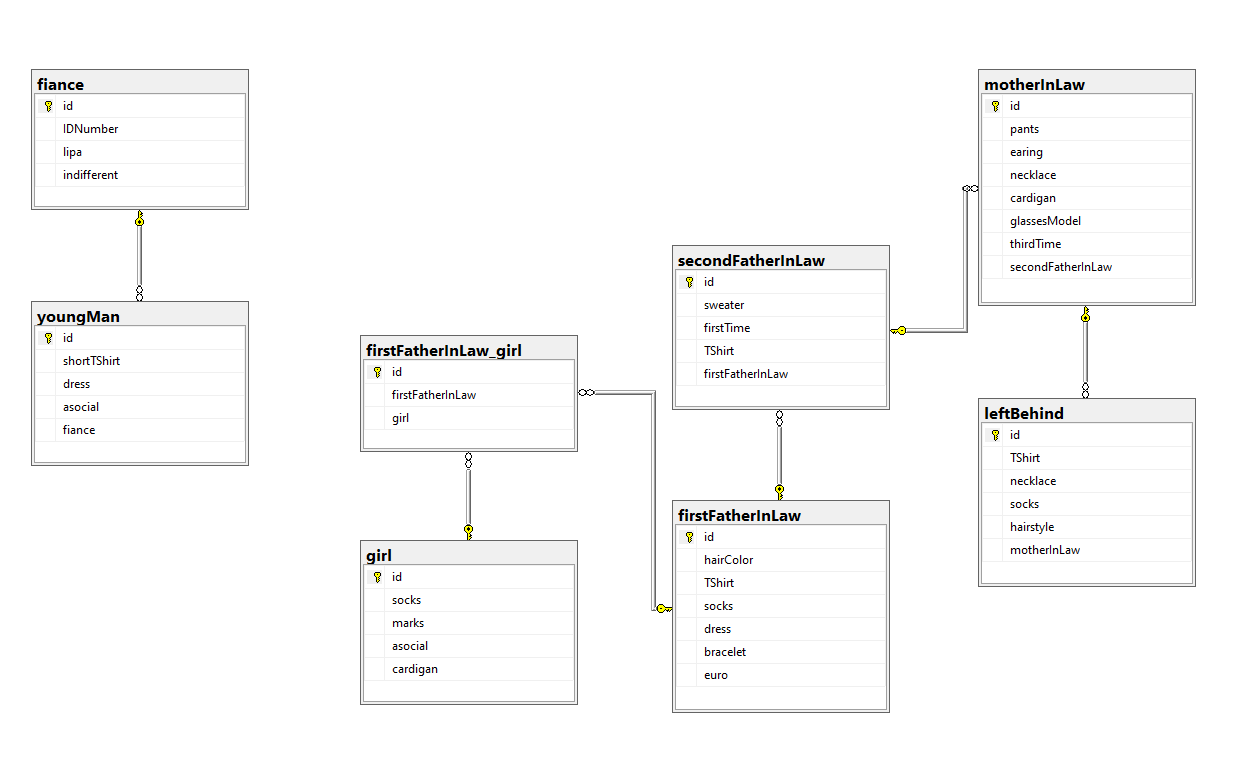 fiance
id
IDNumber
lipa
indifferent
youngMan
id
shortTShirt
dress
asocial
fiance
firstFatherInLaw_girl
id
firstFatherInLaw
girl
girl
id
socks
marks
asocial
cardigan
secondFatherInLaw
id
sweater
firstTime
TShirt
firstFatherInLaw
firstFatherInLaw
id
hairColor
TShirt
socks
dress
bracelet
euro
motherInLaw
id
pants
earing
necklace
cardigan
glassesModel
thirdTime
secondFatherInLaw
leftBehind
id
TShirt
necklace
socks
hairstyle
motherInLaw